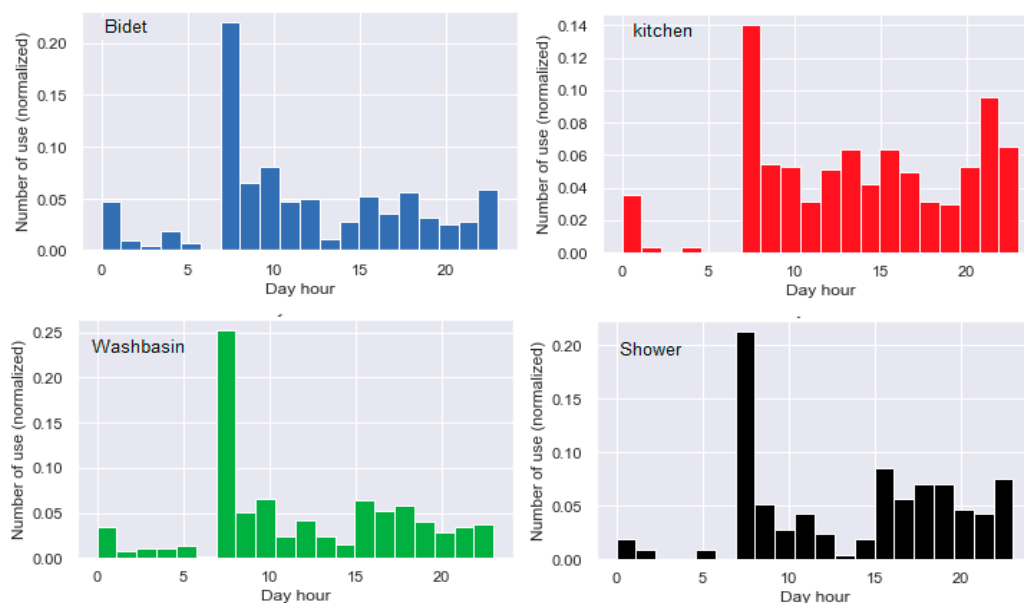 Bidet
Number of use (normalized)
0.20
0.15
0.10
0.05
0.00
0 5 10 15 20
Day hour
kitchen
Number of use (normalized)
0.14
0.12
0.10
0.08
0.06
0.04
0.02
0.00
0 5 10 15 20
Day hour
Washbasin
Number of use (normalized)
0.25
0.20
0.15
0.10
0.05
0.00
0 5 10 15 20
Day hour
Shower
Number of use (normalized)
0.20
0.15
0.10
0.05
0.00
0 5 10 15 20
Day hour